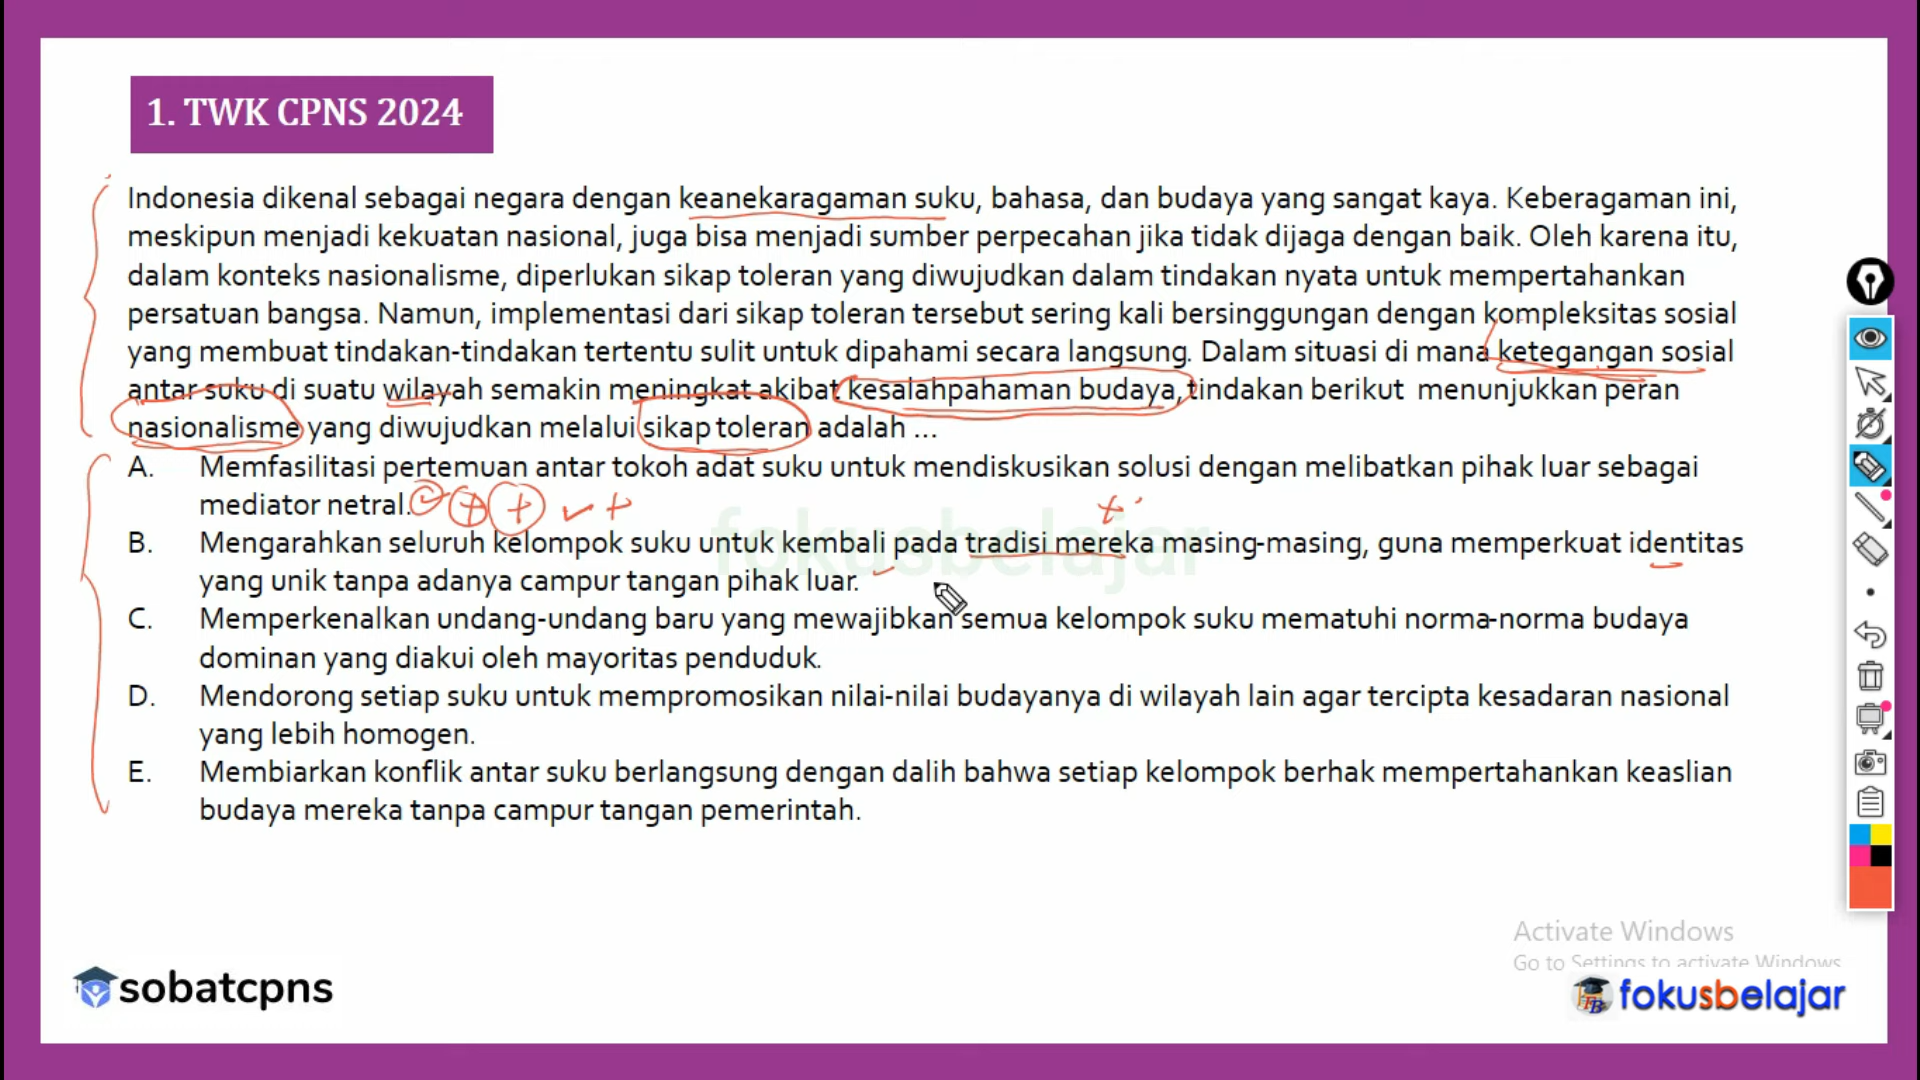 1. TWK CPNS 2024
Indonesia dikenal sebagai negara dengan keanekaragaman suku, bahasa, dan budaya yang sangat kaya. Keberagaman ini,
meskipun menjadi kekuatan nasional, juga bisa menjadi sumber perpecahan jika tidak dijaga dengan baik. Oleh karena itu,
dalam konteks nasionalisme, diperlukan sikap toleran yang diwujudkan dalam tindakan nyata untuk mempertahankan
persatuan bangsa. Namun, implementasi dari sikap toleran tersebut sering kali bersinggungan dengan kompleksitas sosial
yang membuat tindakan-tindakan tertentu sulit untuk dipahami secara langsung. Dalam situasi di mana ketegangan sosial
antar suku di suatu wilayah semakin meningkat akibat kesalahpahaman budaya, tindakan berikut menunjukkan peran
nasionalisme yang diwujudkan melalui sikap toleran adalah ...
A. Memfasilitasi pertemuan antar tokoh adat suku untuk mendiskusikan solusi dengan melibatkan pihak luar sebagai
mediator netral.
B. Mengarahkan seluruh kelompok suku untuk kembali pada tradisi mereka masing-masing, guna memperkuat identitas
yang unik tanpa adanya campur tangan pihak luar.
C. Memperkenalkan undang-undang baru yang mewajibkan semua kelompok suku mematuhi norma-norma budaya
dominan yang diakui oleh mayoritas penduduk.
D. Mendorong setiap suku untuk mempromosikan nilai-nilai budayanya di wilayah lain agar tercipta kesadaran nasional
yang lebih homogen.
E. Membiarkan konflik antar suku berlangsung dengan dalih bahwa setiap kelompok berhak mempertahankan keaslian
budaya mereka tanpa campur tangan pemerintah.
fokusbelajar
Activate Windows
Go to Settings to activate Windows.
sobatcpns
fokusbelajar